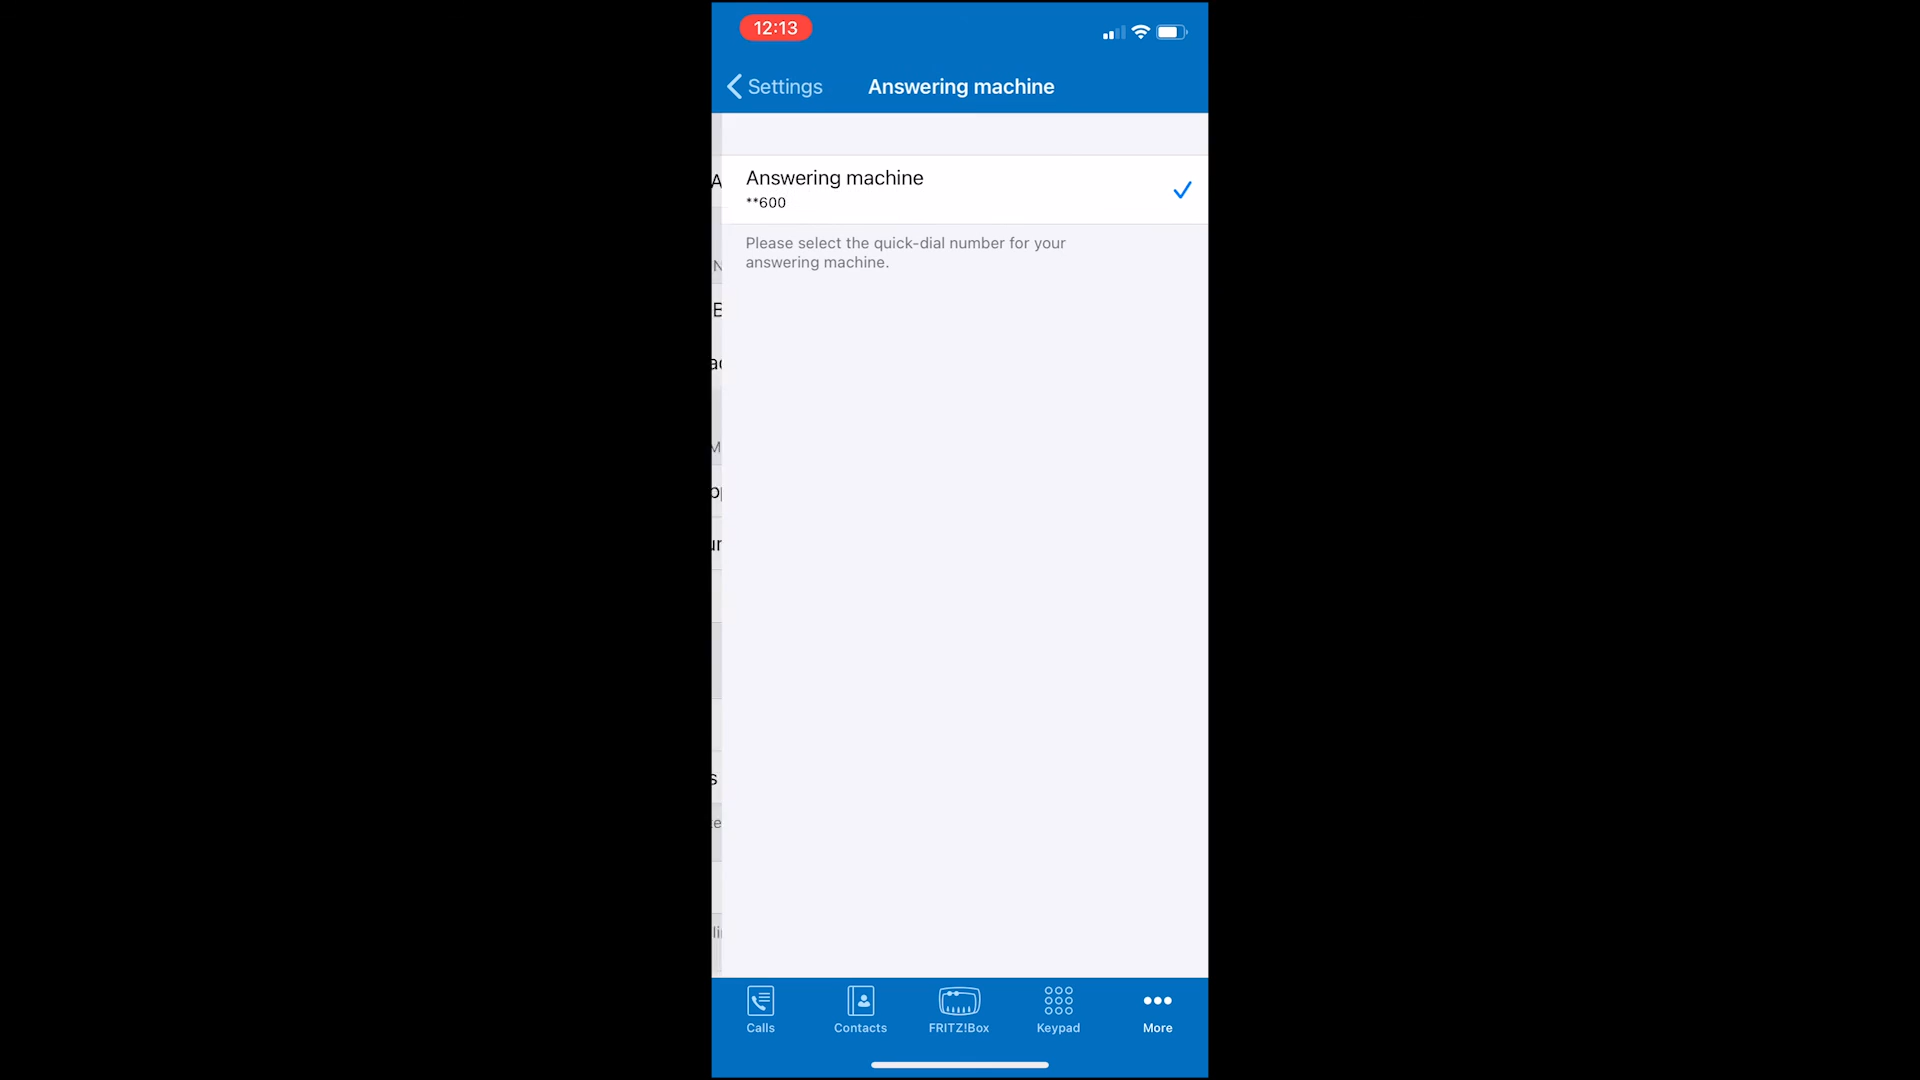 12:13
Settings
Answering machine
Answering machine
**600
Please select the quick-dial number for your
answering machine.
Calls
Contacts
FRITZ!Box
Keypad
More